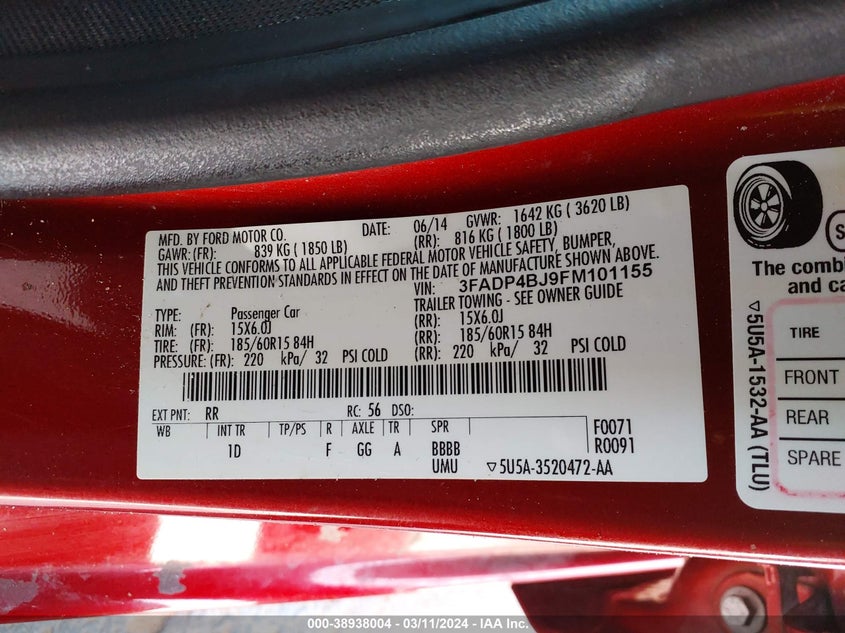 MFD. BY FORD MOTOR CO. DATE: 06/14 GVWR: 1642 KG ( 3620 LB)
GAWR: (FR): 839 KG ( 1850 LB) (RR): 816 KG ( 1800 LB)
THIS VEHICLE CONFORMS TO ALL APPLICABLE FEDERAL MOTOR VEHICLE SAFETY, BUMPER,
AND THEFT PREVENTION STANDARDS IN EFFECT ON THE DATE OF MANUFACTURE SHOWN ABOVE.
VIN: 3FADP4BJ9FM101155
TYPE: Passenger Car TRAILER TOWING - SEE OWNER GUIDE
RIM: (FR): 15X6.0J (RR): 15X6.0J
TIRE: (FR): 185/60R15 84H (RR): 185/60R15 84H
PRESSURE: (FR): 220 kPa/ 32 PSI COLD (RR): 220 kPa/ 32 PSI COLD
EXT PNT: RR RC: 56 DSO:
WB INT TR TP/PS R AXLE TR SPR F0071
1D F GG A BBBB R0091
UMU ▽5U5A-3520472-AA
The comb
and ca
TIRE
FRONT
REAR
SPARE
▽5U5A-1532-AA (TLU)
000-38938004 - 03/11/2024 - IAA Inc.